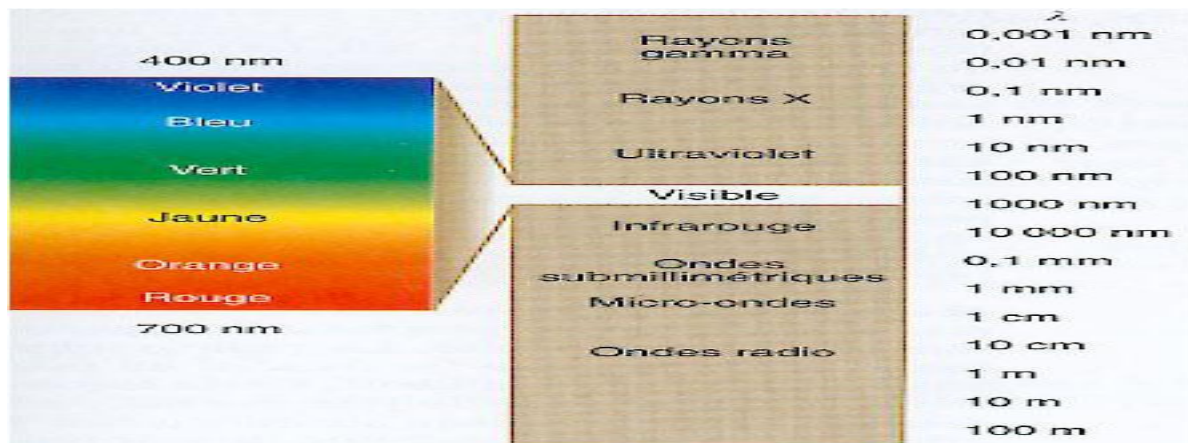 400 nm
Violet
Bleu
Vert
Jaune
Orange
Rouge
700 nm
Rayons
gamma
Rayons X
Ultraviolet
Visible
Infrarouge
Ondes
submillimétriques
Micro-ondes
Ondes radio
λ
0,001 nm
0,01 nm
0,1 nm
1 nm
10 nm
100 nm
1000 nm
10 000 nm
0,1 mm
1 mm
1 cm
10 cm
1 m
10 m
100 m